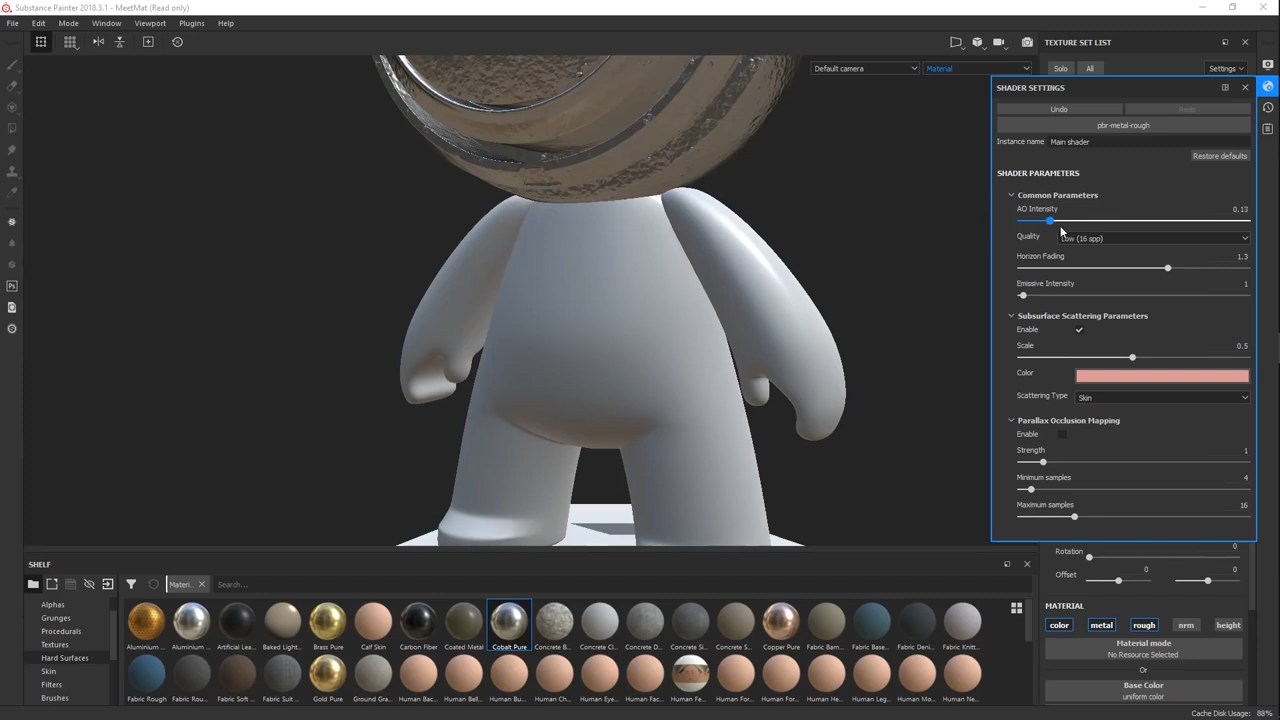 Substance Painter 2018.3.1 - MeetMat (Read only)
File Edit Mode Viewport Plugins Help
Default camera
Material
TEXTURE SET LIST
Solo All Settings
SHADER SETTINGS
Undo Redo
pbr-metal-rough
Instance name Main shader
Restore defaults
SHADER PARAMETERS
Common Parameters
AO Intensity 0.13
Quality Low (16 spp)
Horizon Fading 1.3
Emissive Intensity 1
Subsurface Scattering Parameters
Enable
Scale 0.5
Color
Scattering Type Skin
Parallax Occlusion Mapping
Enable
Strength 1
Minimum samples 4
Maximum samples 16
Rotation 0
Offset 0 0
MATERIAL
color metal rough nrm height
Material mode
No Resource Selected
Or
Base Color
uniform color
Ps
SHELF
Materi... Search...
Alphas
Grunges
Procedurals
Textures
Hard Surfaces
Skin
Filters
Brushes
Aluminium ... Aluminium ... Artificial Lea... Baked Light... Brass Pure Calf Skin Carbon Fiber Coated Metal Cobalt Pure Concrete B... Concrete Cl... Concrete D... Concrete Si... Concrete S... Copper Pure Fabric Bam... Fabric Base... Fabric Deni... Fabric Knitt...
Fabric Rough Fabric Rou... Fabric Soft ... Fabric Suit ... Gold Pure Ground Gra... Human Bac... Human Bell... Human Bu... Human Ch... Human Eye... Human Fa... Human Fe... Human For... Human For... Human Hea... Human Leg... Human Mo... Human Ne...
Cache Disk Usage: 88%